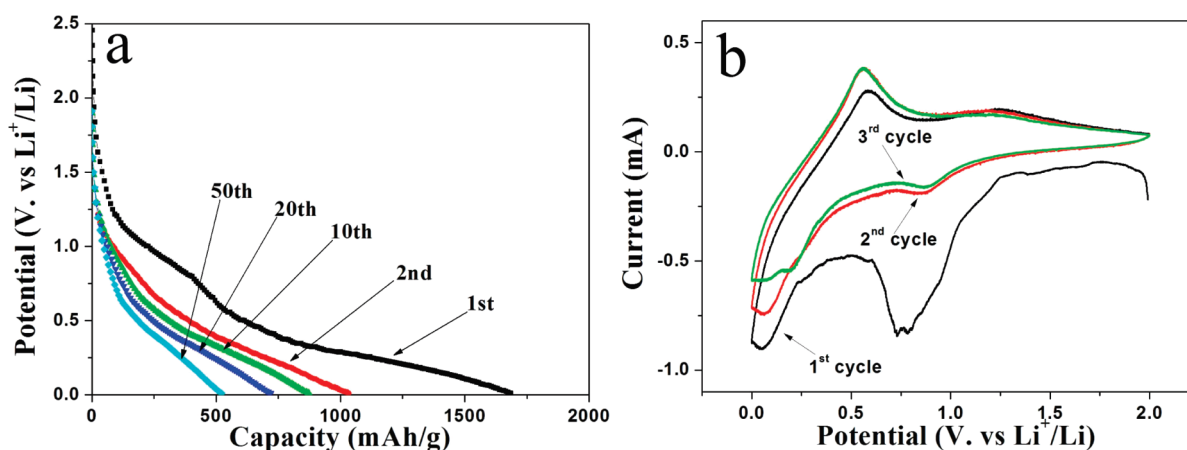 a
Potential (V. vs Li⁺/Li)
2.5
2.0
1.5
1.0
0.5
0.0
50th
20th
10th
2nd
1st
0
500
1000
1500
2000
Capacity (mAh/g)
b
Current (mA)
0.5
0.0
-0.5
-1.0
3ʳᵈ cycle
2ⁿᵈ cycle
1ˢᵗ cycle
0.0
0.5
1.0
1.5
2.0
Potential (V. vs Li⁺/Li)